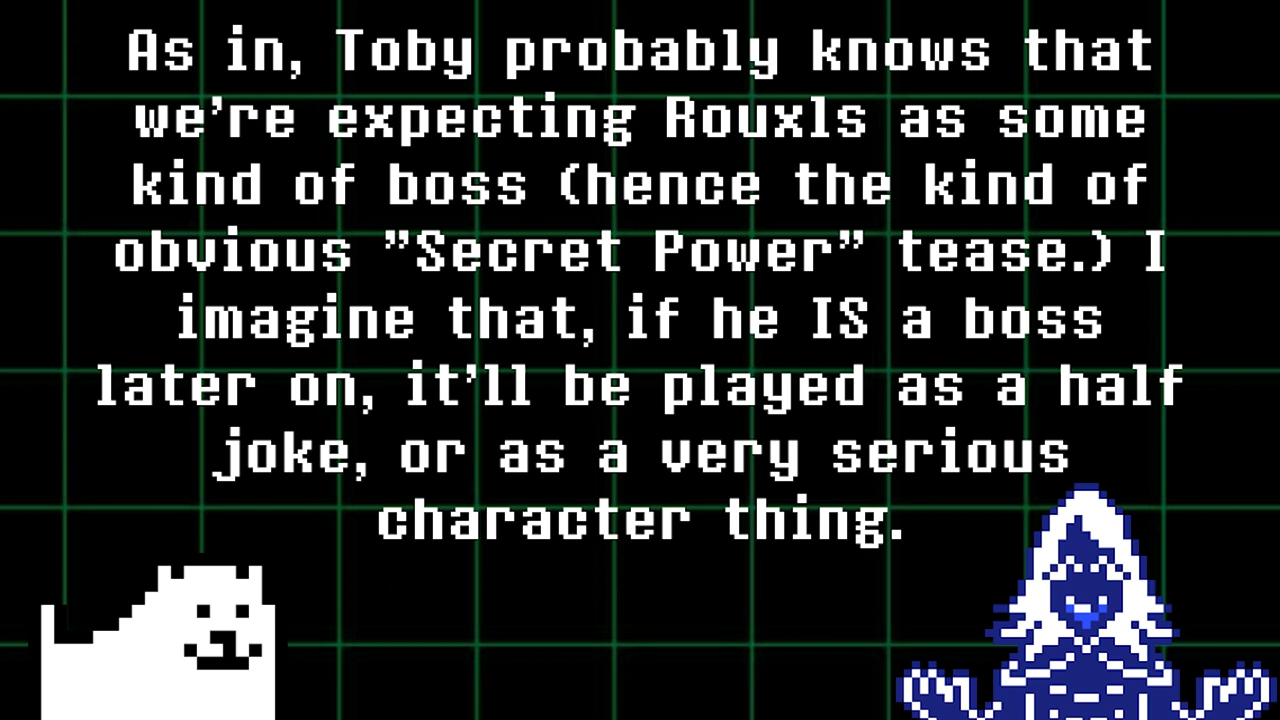 As in, Toby probably knows that
we're expecting Rouxls as some
kind of boss (hence the kind of
obvious "Secret Power" tease.) I
imagine that, if he IS a boss
later on, it'll be played as a half
joke, or as a very serious
character thing.